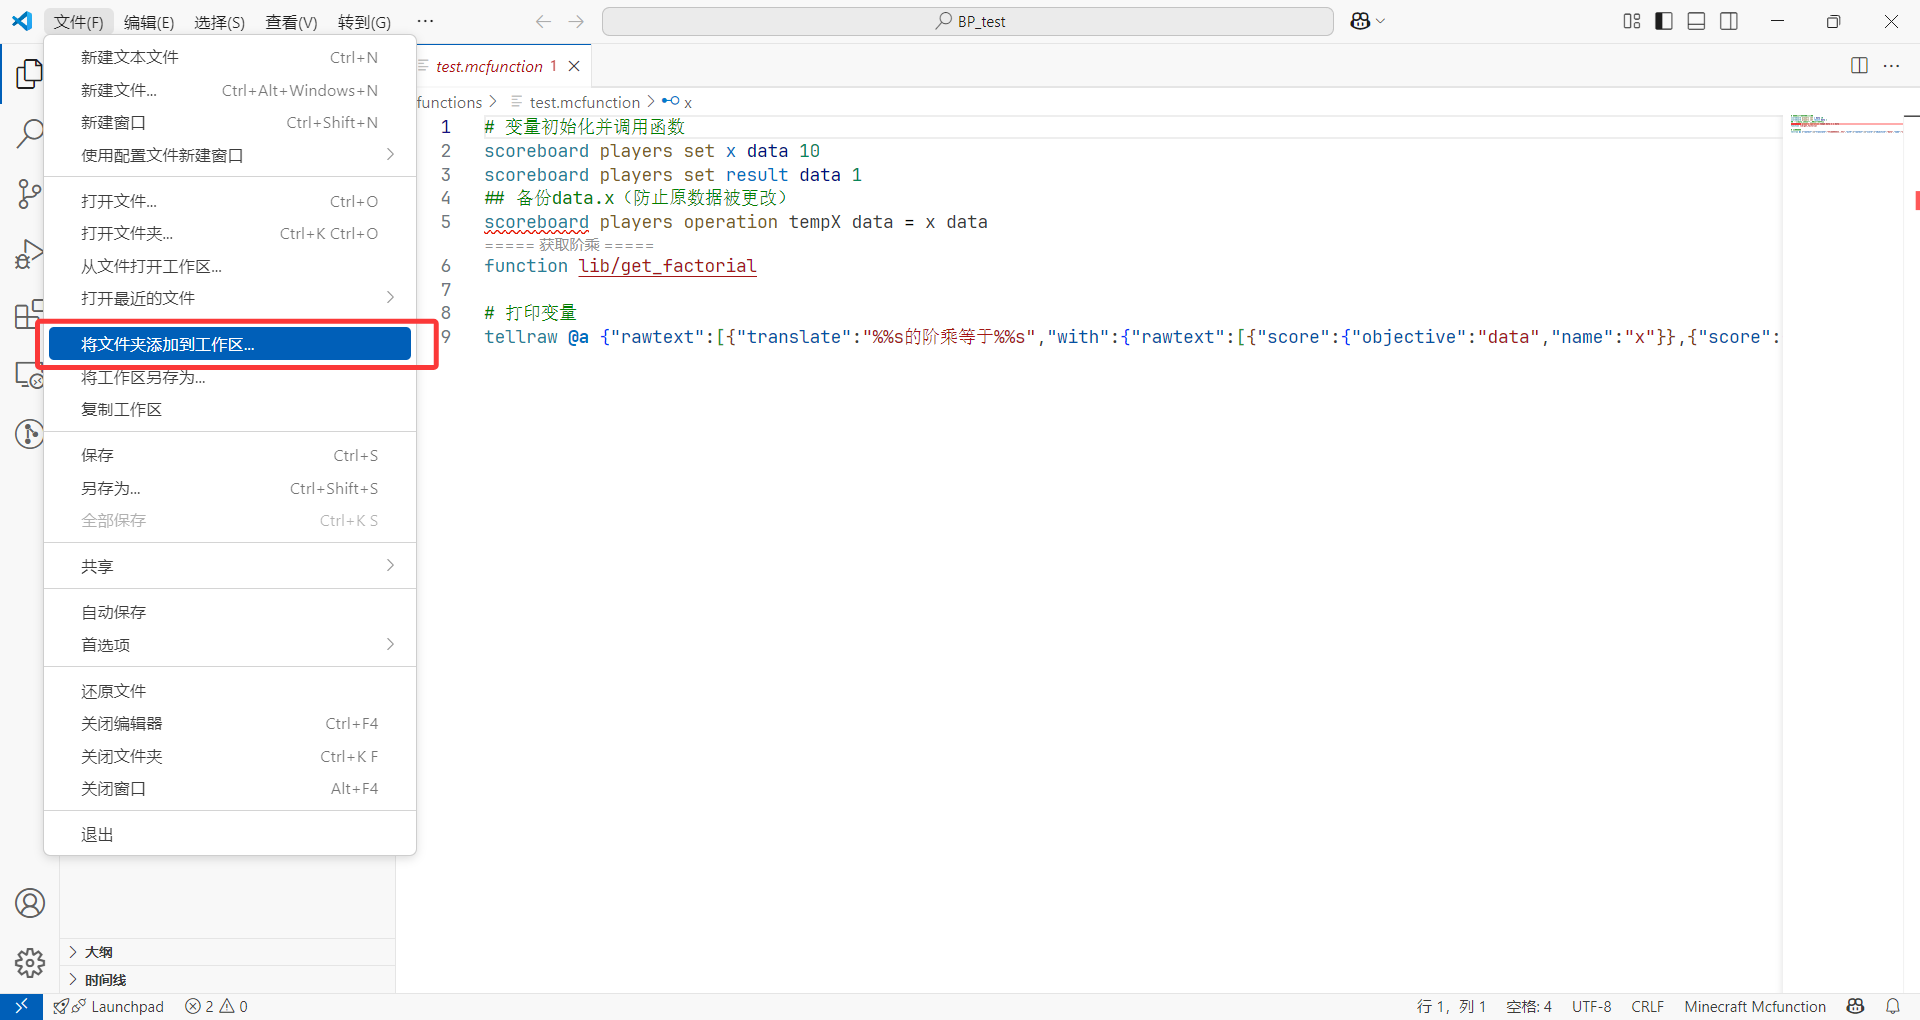 文件(F) 编辑(E) 选择(S) 查看(V) 转到(G) ··· BP_test
新建文本文件 Ctrl+N
新建文件... Ctrl+Alt+Windows+N
新建窗口 Ctrl+Shift+N
使用配置文件新建窗口
打开文件... Ctrl+O
打开文件夹... Ctrl+K Ctrl+O
从文件打开工作区...
打开最近的文件
将文件夹添加到工作区...
将工作区另存为...
复制工作区
保存 Ctrl+S
另存为... Ctrl+Shift+S
全部保存 Ctrl+K S
共享
自动保存
首选项
还原文件
关闭编辑器 Ctrl+F4
关闭文件夹 Ctrl+K F
关闭窗口 Alt+F4
退出
大纲
时间线
test.mcfunction 1
functions > test.mcfunction > x
1 # 变量初始化并调用函数
2 scoreboard players set x data 10
3 scoreboard players set result data 1
4 ## 备份data.x（防止原数据被更改）
5 scoreboard players operation tempX data = x data
===== 获取阶乘 =====
6 function lib/get_factorial
7
8 # 打印变量
9 tellraw @a {"rawtext":[{"translate":"%%s的阶乘等于%%s","with":{"rawtext":[{"score":{"objective":"data","name":"x"}},{"score":
Launchpad 2 0 行 1，列 1 空格: 4 UTF-8 CRLF Minecraft Mcfunction